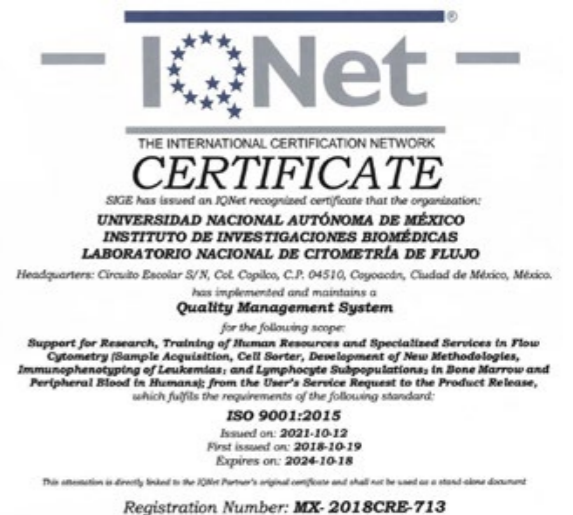 ®
IQNet
THE INTERNATIONAL CERTIFICATION NETWORK
CERTIFICATE
SIGE has issued an IQNet recognized certificate that the organization:
UNIVERSIDAD NACIONAL AUTÓNOMA DE MÉXICO
INSTITUTO DE INVESTIGACIONES BIOMÉDICAS
LABORATORIO NACIONAL DE CITOMETRÍA DE FLUJO
Headquarters: Circuito Escolar S/N, Col. Copilco, C.P. 04510, Coyoacán, Ciudad de México, México.
has implemented and maintains a
Quality Management System
for the following scope:
Support for Research, Training of Human Resources and Specialized Services in Flow
Cytometry (Sample Acquisition, Cell Sorter, Development of New Methodologies,
Immunophenotyping of Leukemias₁ and Lymphocyte Subpopulations₂ in Bone Marrow and
Peripheral Blood in Humans); from the User's Service Request to the Product Release,
which fulfils the requirements of the following standard:
ISO 9001:2015
Issued on: 2021-10-12
First issued on: 2018-10-19
Expires on: 2024-10-18
This attestation is directly linked to the IQNet Partner's original certificate and shall not be used as a stand-alone document
Registration Number: MX- 2018CRE-713